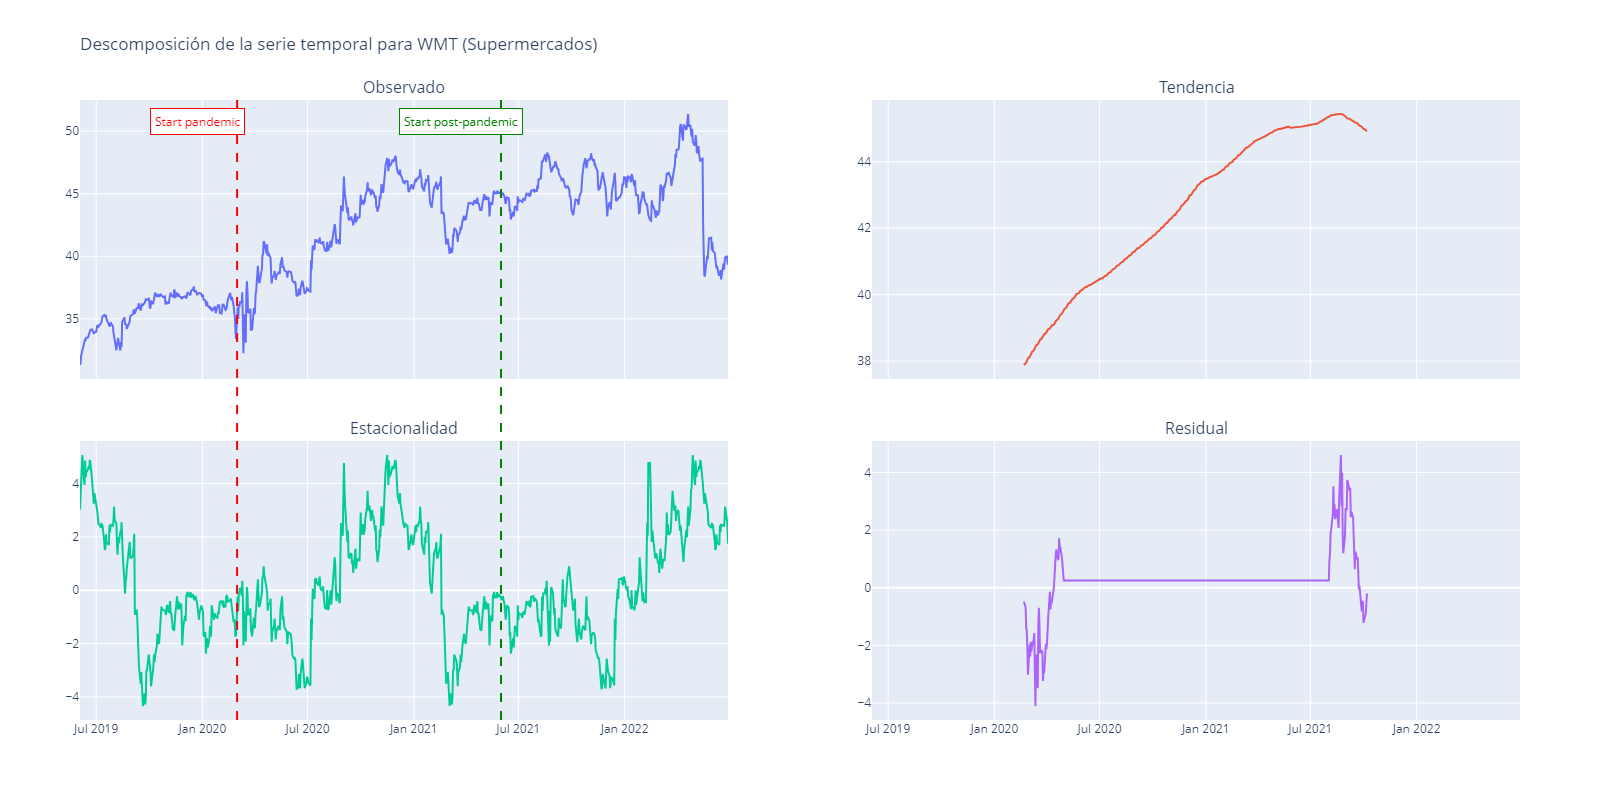 Descomposición de la serie temporal para WMT (Supermercados)
Observado
Tendencia
Start pandemic
Start post-pandemic
50
45
40
35
44
42
40
38
Estacionalidad
Residual
4
2
0
−2
−4
4
2
0
−2
−4
Jul 2019
Jan 2020
Jul 2020
Jan 2021
Jul 2021
Jan 2022
Jul 2019
Jan 2020
Jul 2020
Jan 2021
Jul 2021
Jan 2022